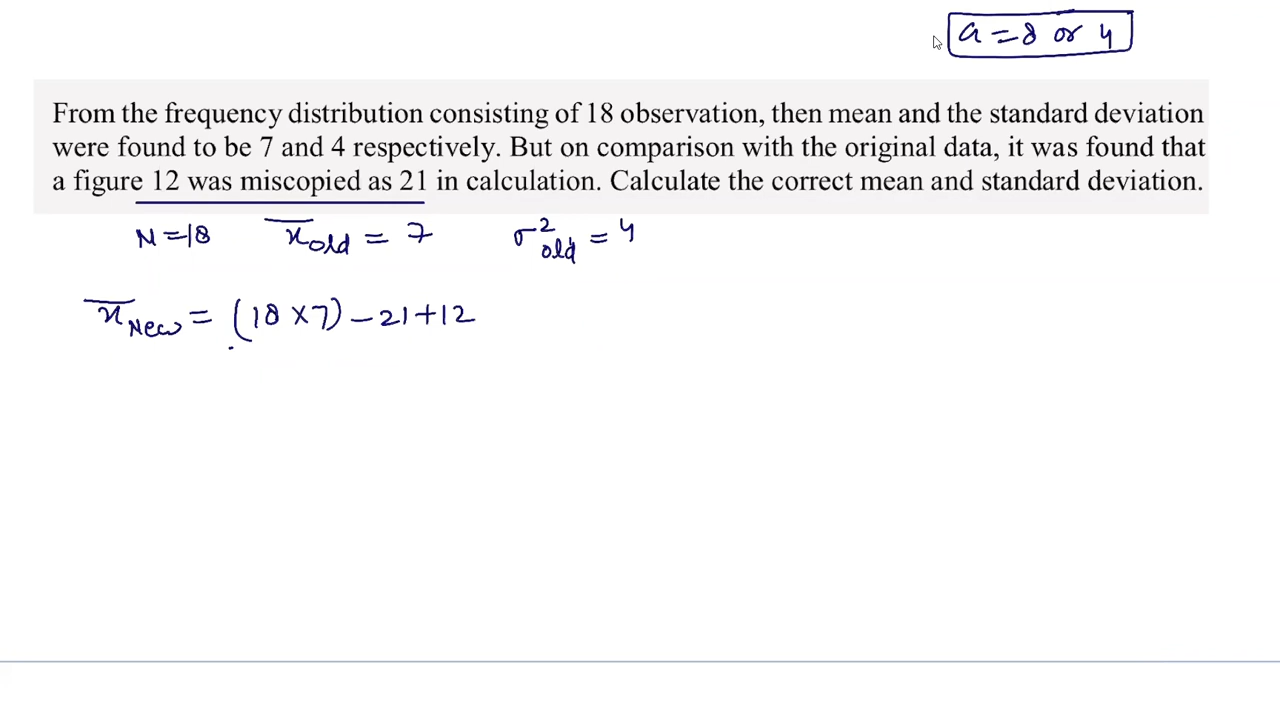 a = 8 or 4
From the frequency distribution consisting of 18 observation, then mean and the standard deviation
were found to be 7 and 4 respectively. But on comparison with the original data, it was found that
a figure 12 was miscopied as 21 in calculation. Calculate the correct mean and standard deviation.
N=18 x̅old = 7 σ²old = 4
x̅New = (18×7) – 21+12